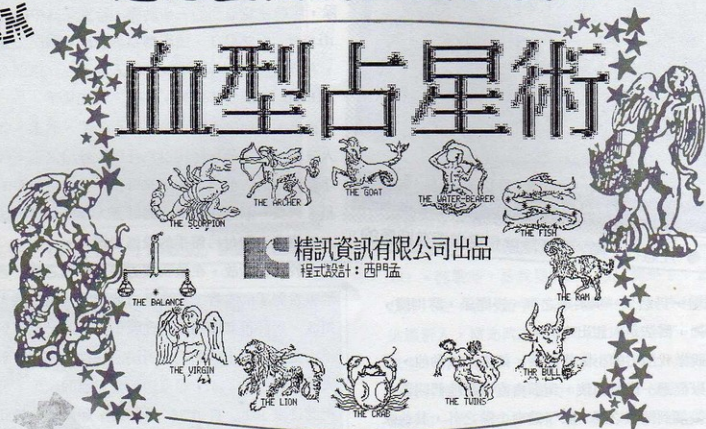 血型占星術
THE SCORPION
THE ARCHER
THE GOAT
THE WATER-BEARER
THE FISH
精訊資訊有限公司出品
程式設計：西門孟
THE RAM
THE BALANCE
THE BULL
THE VIRGIN
THE LION
THE CRAB
THE TWINS